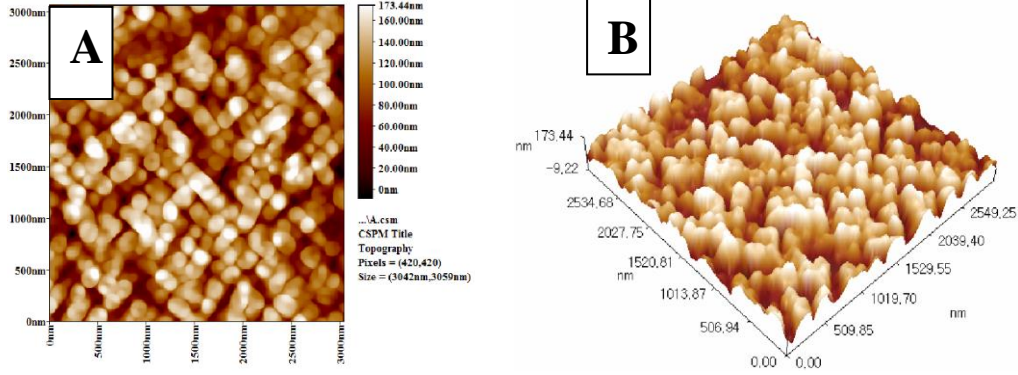 A
3000nm
2500nm
2000nm
1500nm
1000nm
500nm
0nm
0nm
500nm
1000nm
1500nm
2000nm
2500nm
3000nm
173.44nm
160.00nm
140.00nm
120.00nm
100.00nm
80.00nm
60.00nm
40.00nm
20.00nm
0nm
...\A.csm
CSPM Title
Topography
Pixels = (420,420)
Size = (3042nm,3059nm)
B
173.44
nm
-9.22
2534.68
2027.75
1520.81
nm
1013.87
506.94
0.00
0.00
509.85
1019.70
nm
1529.55
2039.40
2549.25